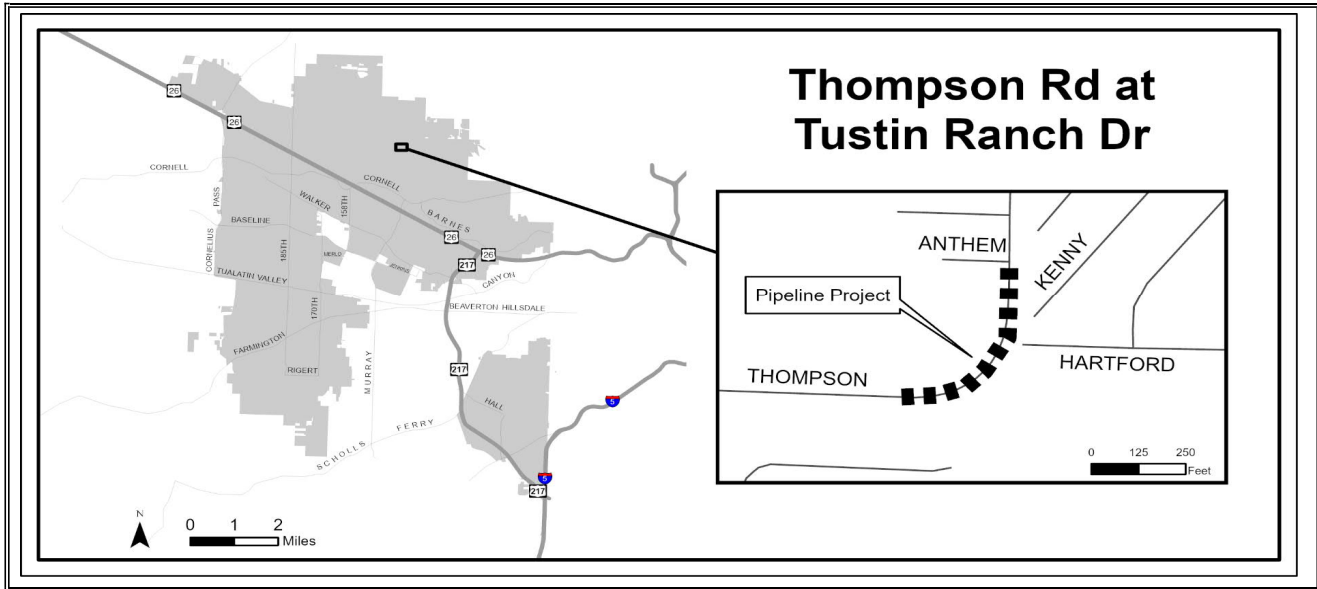 Thompson Rd at
Tustin Ranch Dr
26
26
CORNELL
CORNELL
PASS
WALKER
158TH
BARNES
BASELINE
26
26
185TH
MERLO
JENKINS
217
CORNELIUS
CANYON
TUALATIN VALLEY
170TH
BEAVERTON HILLSDALE
FARMINGTON
MURRAY
217
RIGERT
HALL
5
SCHOLLS FERRY
5
217
N
0 1 2
Miles
ANTHEM
KENNY
Pipeline Project
HARTFORD
THOMPSON
0 125 250
Feet